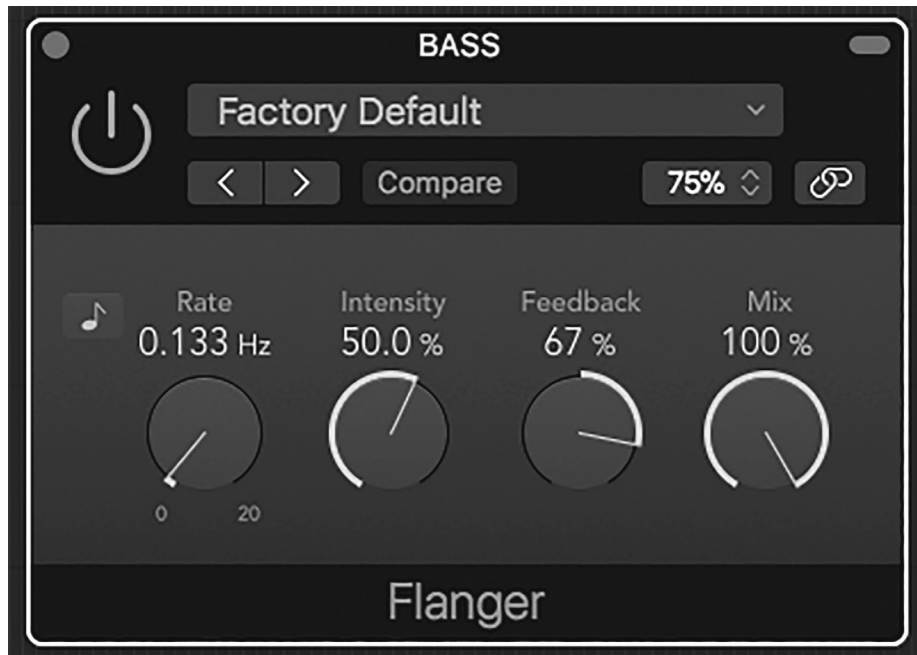 BASS
Factory Default
Compare 75%
Rate Intensity Feedback Mix
0.133 Hz 50.0 % 67 % 100 %
0 20
Flanger